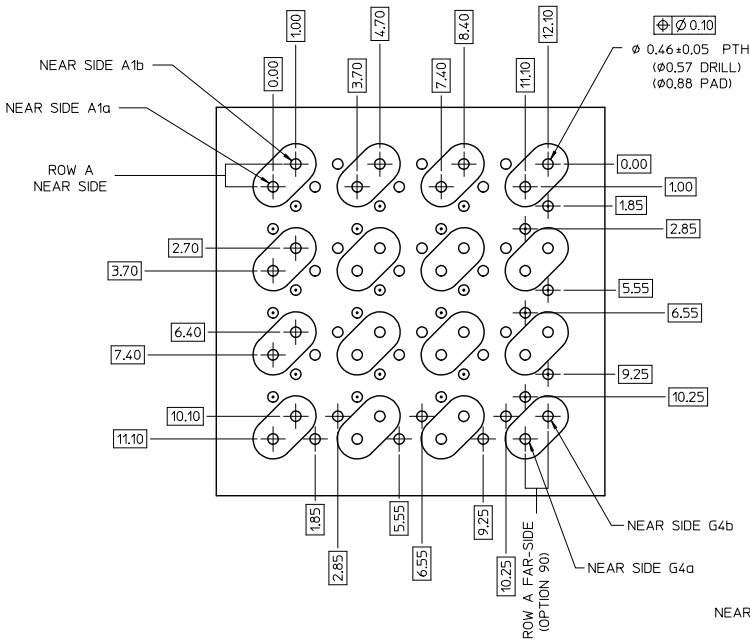 0.00
1.00
3.70
4.70
7.40
8.40
11.10
12.10
⌖ Ø 0.10
Ø 0.46±0.05 PTH
(Ø0.57 DRILL)
(Ø0.88 PAD)
NEAR SIDE A1b
NEAR SIDE A1a
ROW A
NEAR SIDE
0.00
1.00
1.85
2.85
2.70
3.70
5.55
6.55
6.40
7.40
9.25
10.25
10.10
11.10
1.85
2.85
5.55
6.55
9.25
10.25
ROW A FAR-SIDE
(OPTION 90)
NEAR SIDE G4b
NEAR SIDE G4a
NEAR